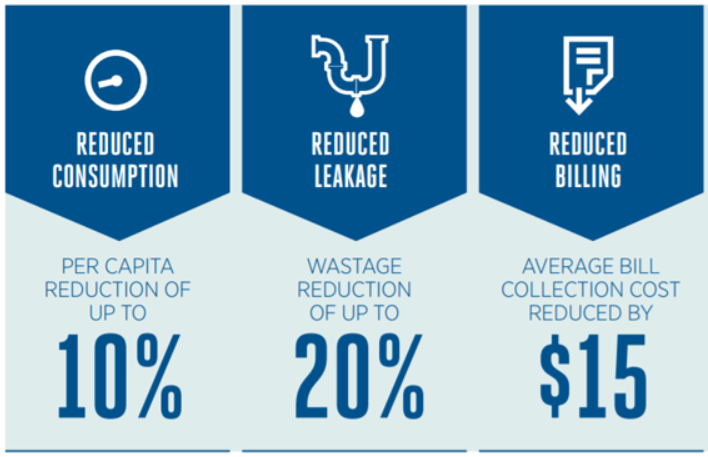 REDUCED
CONSUMPTION
PER CAPITA
REDUCTION OF
UP TO
10%
REDUCED
LEAKAGE
WASTAGE
REDUCTION
OF UP TO
20%
REDUCED
BILLING
AVERAGE BILL
COLLECTION COST
REDUCED BY
$15